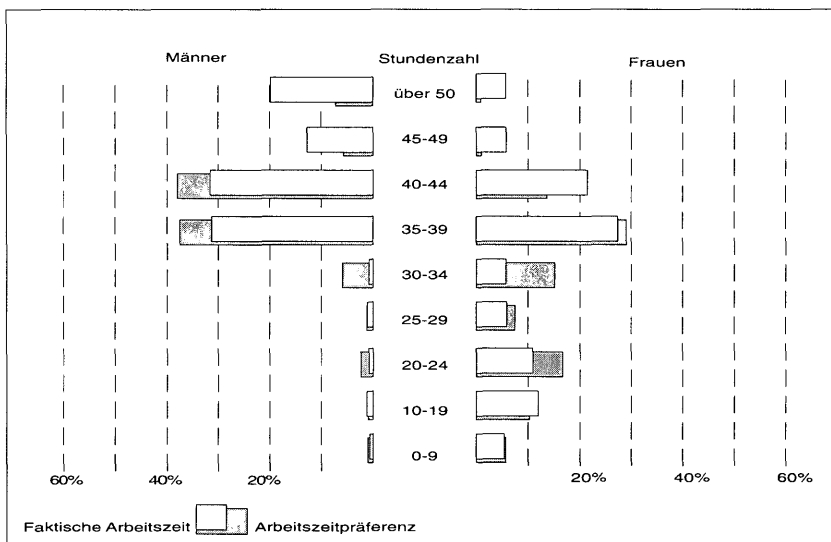 Männer Stundenzahl Frauen
über 50
45-49
40-44
35-39
30-34
25-29
20-24
10-19
0-9
60% 40% 20% 20% 40% 60%
Faktische Arbeitszeit Arbeitszeitpräferenz